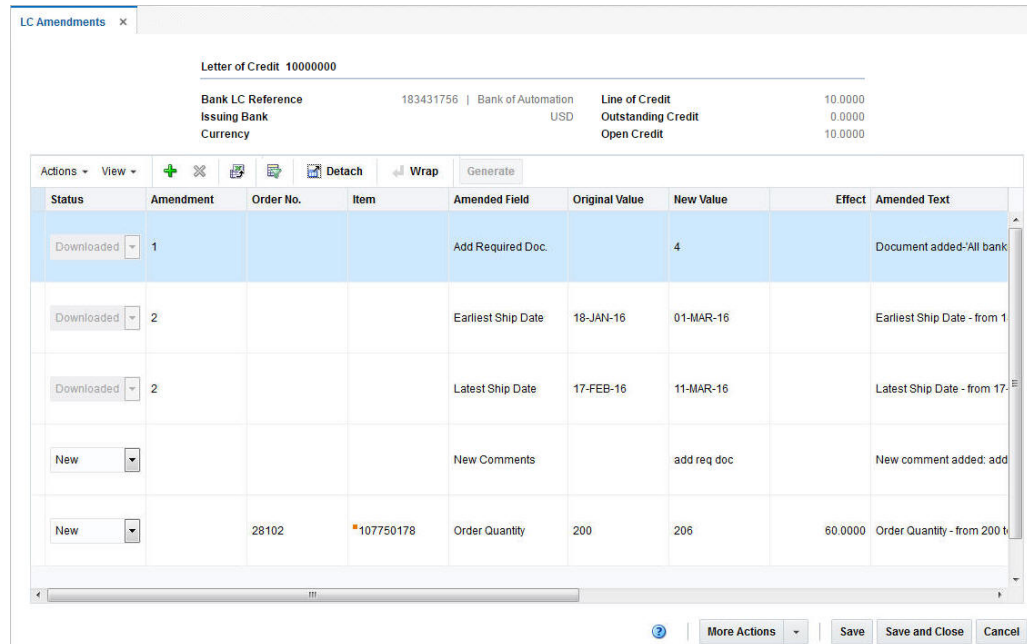 LC Amendments ×
Letter of Credit 10000000
Bank LC Reference 183431756 | Bank of Automation Line of Credit 10.0000
Issuing Bank USD Outstanding Credit 0.0000
Currency Open Credit 10.0000
Actions View Detach Wrap Generate
Status Amendment Order No. Item Amended Field Original Value New Value Effect Amended Text
Downloaded 1 Add Required Doc. 4 Document added-'All bank
Downloaded 2 Earliest Ship Date 18-JAN-16 01-MAR-16 Earliest Ship Date - from 1
Downloaded 2 Latest Ship Date 17-FEB-16 11-MAR-16 Latest Ship Date - from 17-
New New Comments add req doc New comment added: add
New 28102 107750178 Order Quantity 200 206 60.0000 Order Quantity - from 200 t
? More Actions Save Save and Close Cancel